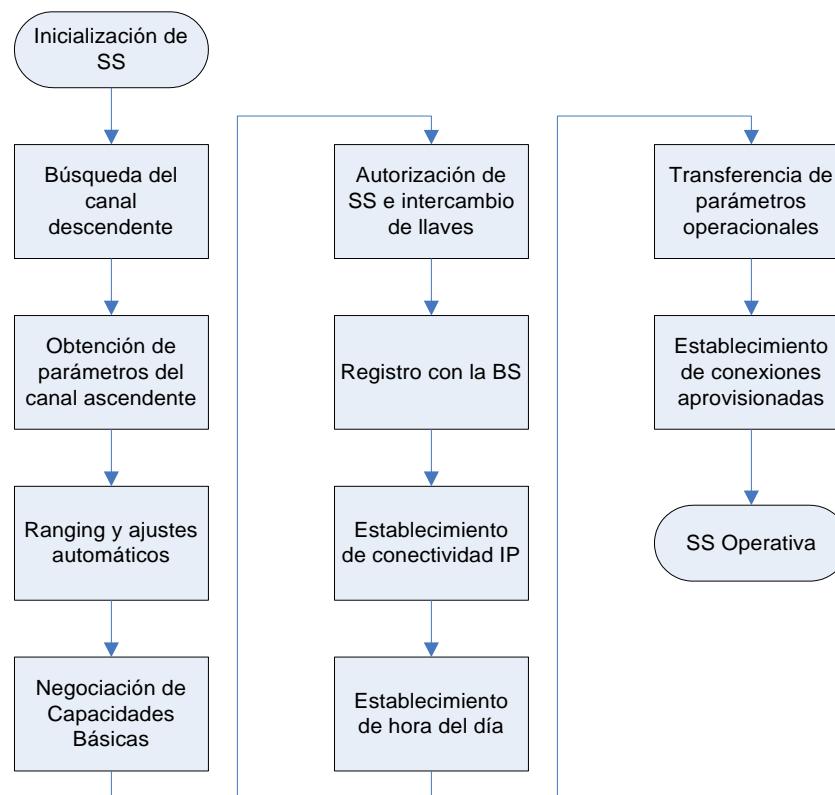 Inicialización de
SS
Búsqueda del
canal
descendente
Obtención de
parámetros del
canal ascendente
Ranging y ajustes
automáticos
Negociación de
Capacidades
Básicas
Autorización de
SS e intercambio
de llaves
Registro con la BS
Establecimiento
de conectividad IP
Establecimiento
de hora del día
Transferencia de
parámetros
operacionales
Establecimiento
de conexiones
aprovisionadas
SS Operativa